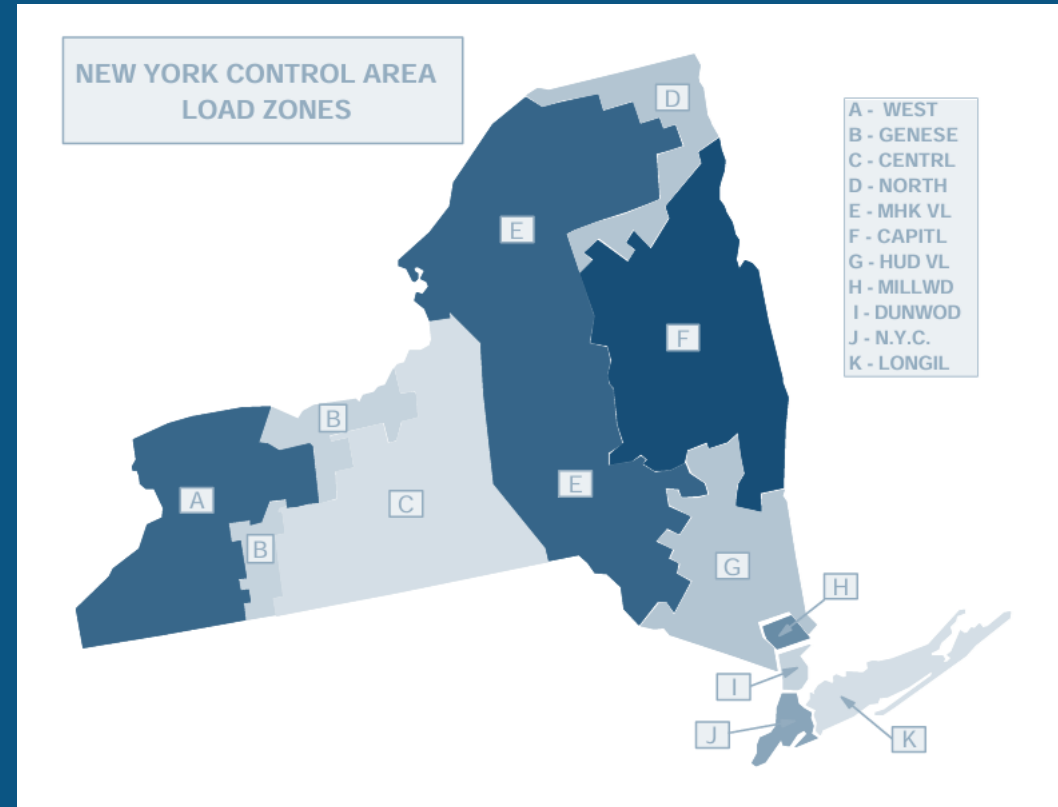 NEW YORK CONTROL AREA
LOAD ZONES
A - WEST
B - GENESE
C - CENTRL
D - NORTH
E - MHK VL
F - CAPITL
G - HUD VL
H - MILLWD
I - DUNWOD
J - N.Y.C.
K - LONGIL
D
E
F
B
A
C
E
B
G
H
I
J
K